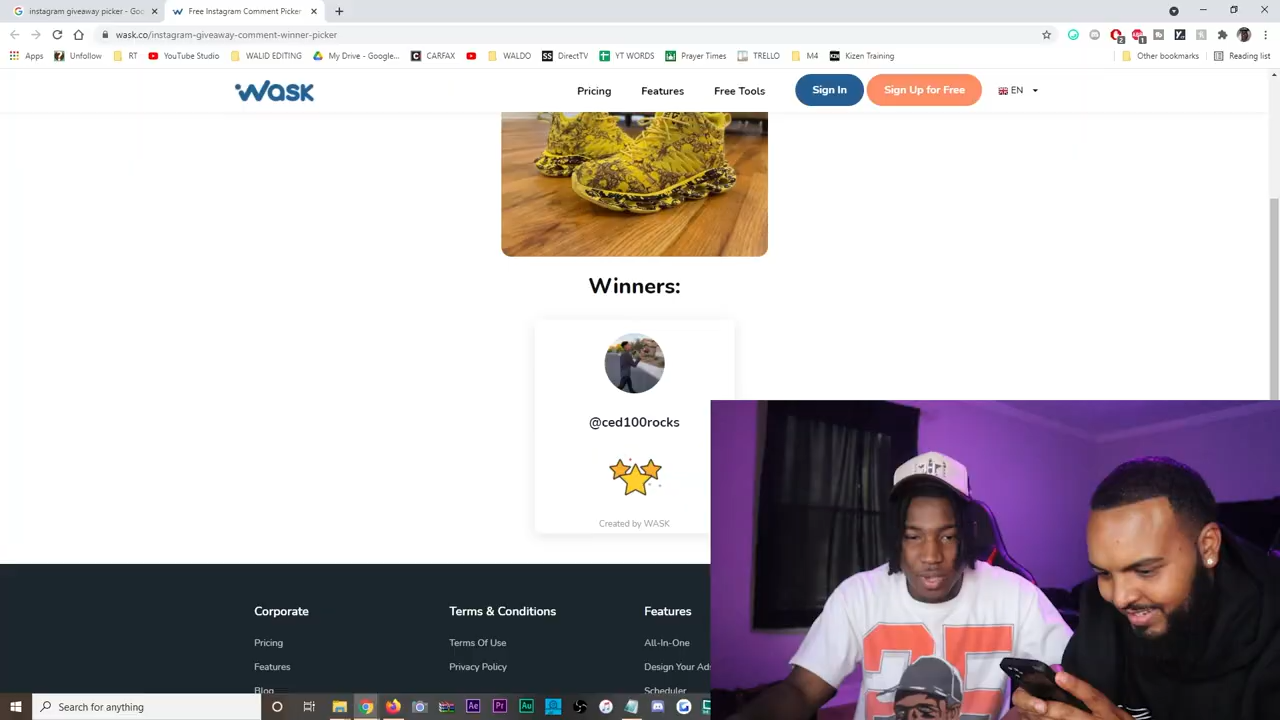 instagram giveaway picker - Goo
Free Instagram Comment Picker
wask.co/instagram-giveaway-comment-winner-picker
Apps Unfollow RT YouTube Studio WALID EDITING My Drive - Google... CARFAX WALDO DirectTV YT WORDS Prayer Times TRELLO M4 Kizen Training Other bookmarks Reading list
Wask Pricing Features Free Tools Sign In Sign Up for Free EN
Winners:
@ced100rocks
Created by WASK
Corporate Terms & Conditions Features
Pricing Terms Of Use All-In-One
Features Privacy Policy Design Your Ads
Blog Scheduler
Search for anything